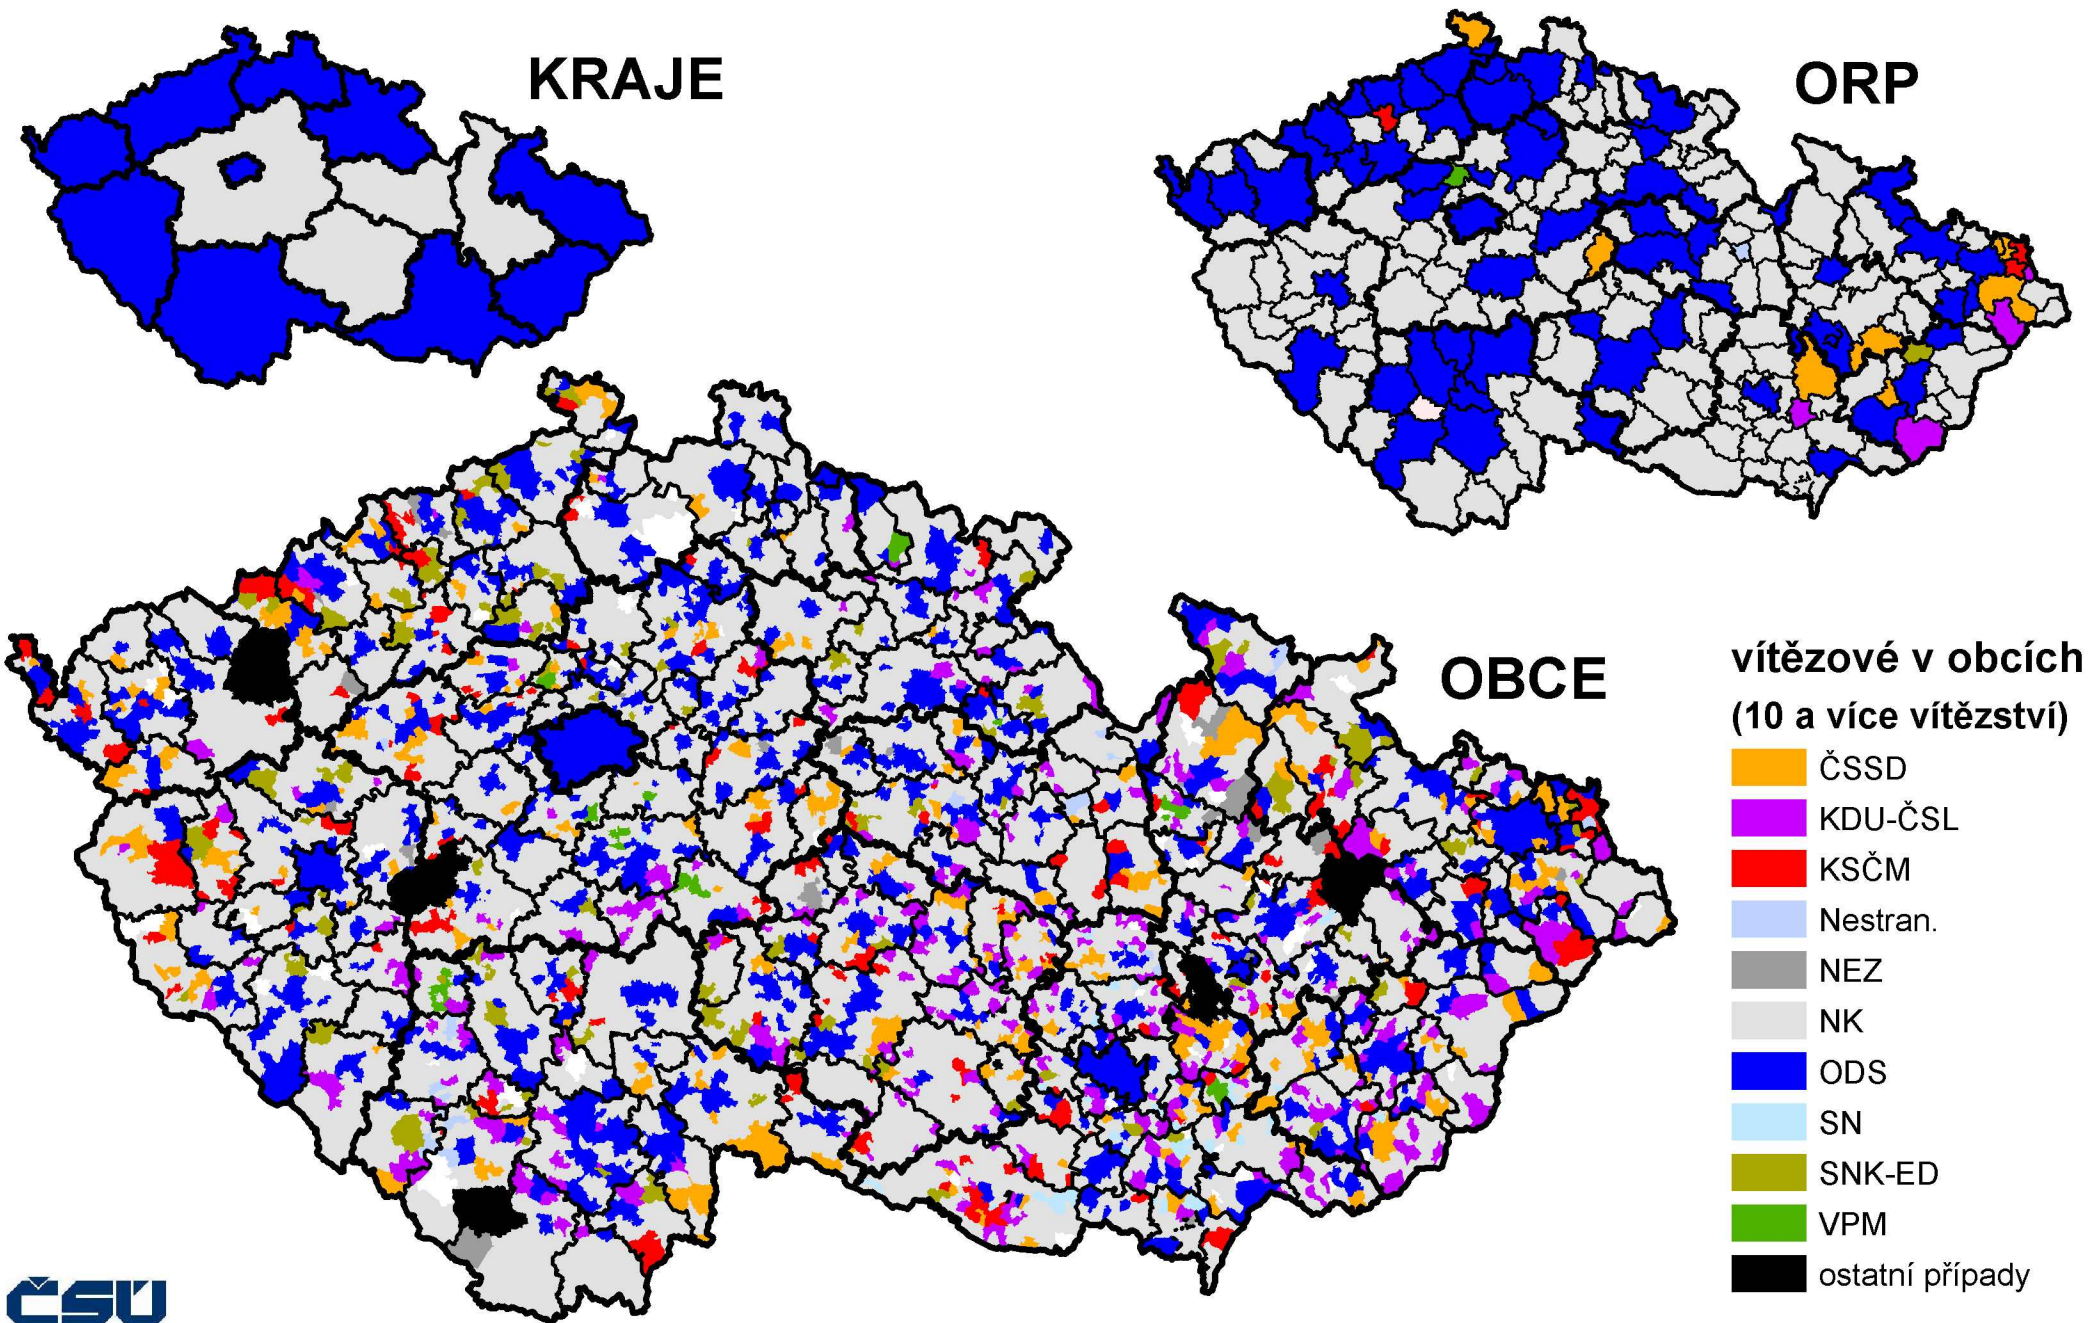 KRAJE
ORP
OBCE
vítězové v obcích
(10 a více vítězství)
ČSSD
KDU-ČSL
KSČM
Nestran.
NEZ
NK
ODS
SN
SNK-ED
VPM
ostatní případy
ČSÚ